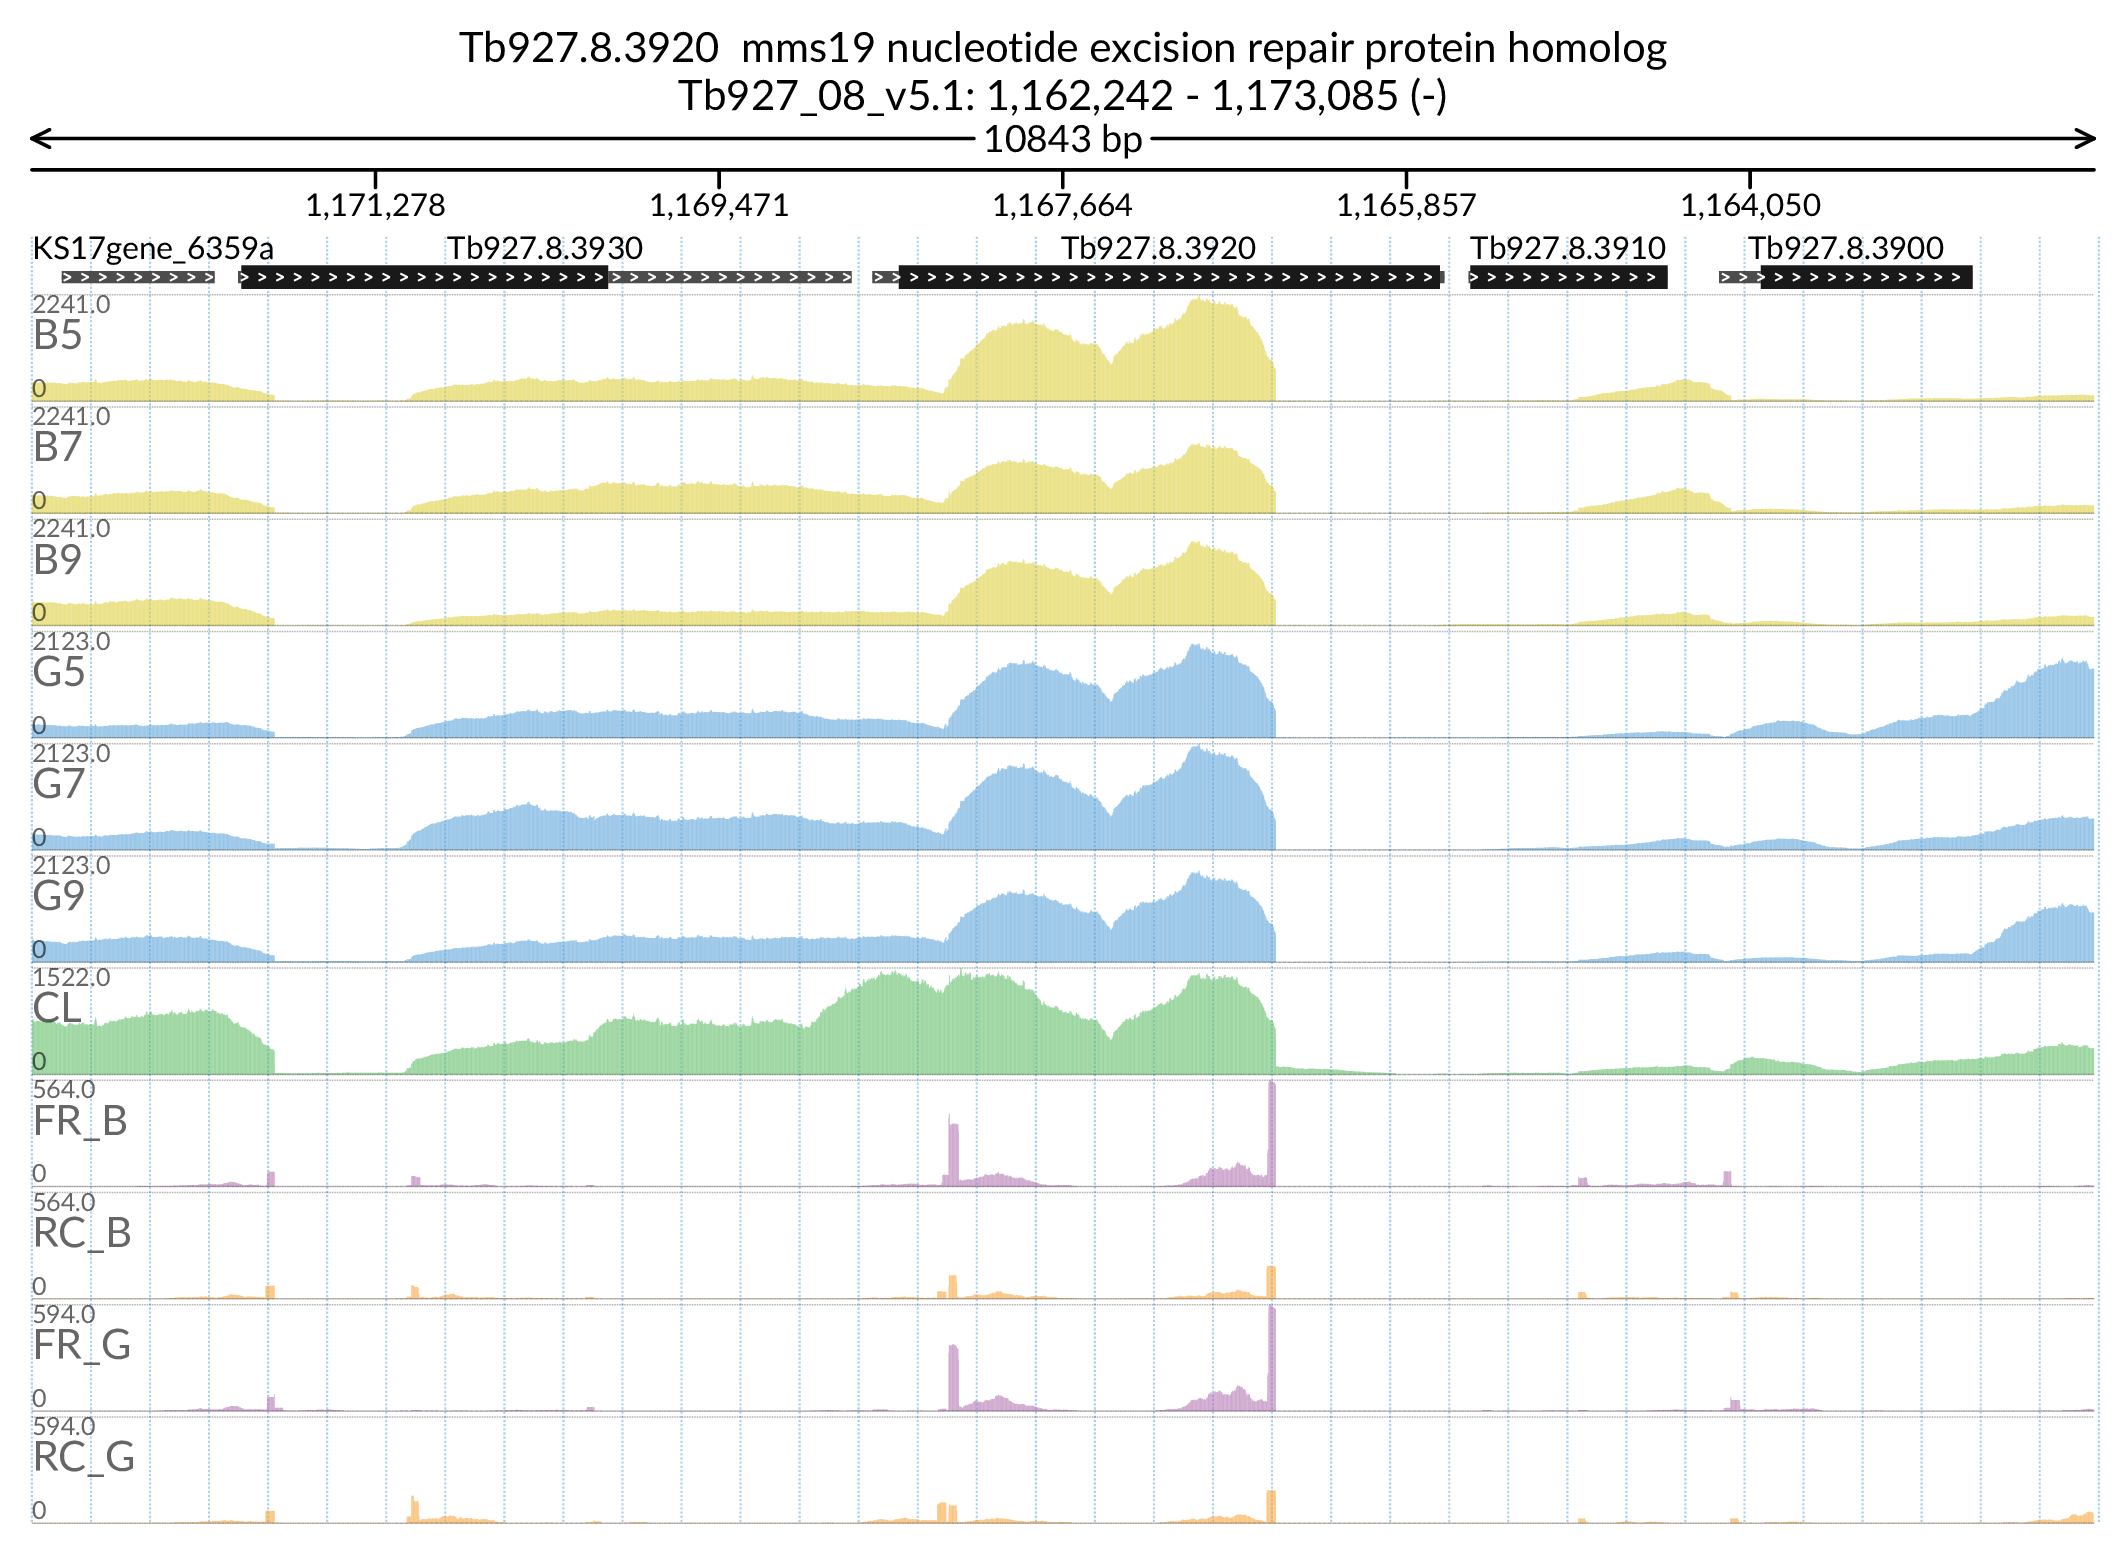 Tb927.8.3920  mms19 nucleotide excision repair protein homolog
Tb927_08_v5.1: 1,162,242 - 1,173,085 (-)
10843 bp
1,171,278 1,169,471 1,167,664 1,165,857 1,164,050
KS17gene_6359a Tb927.8.3930 Tb927.8.3920 Tb927.8.3910 Tb927.8.3900
2241.0
B5
0
2241.0
B7
0
2241.0
B9
0
2123.0
G5
0
2123.0
G7
0
2123.0
G9
0
1522.0
CL
0
564.0
FR_B
0
564.0
RC_B
0
594.0
FR_G
0
594.0
RC_G
0